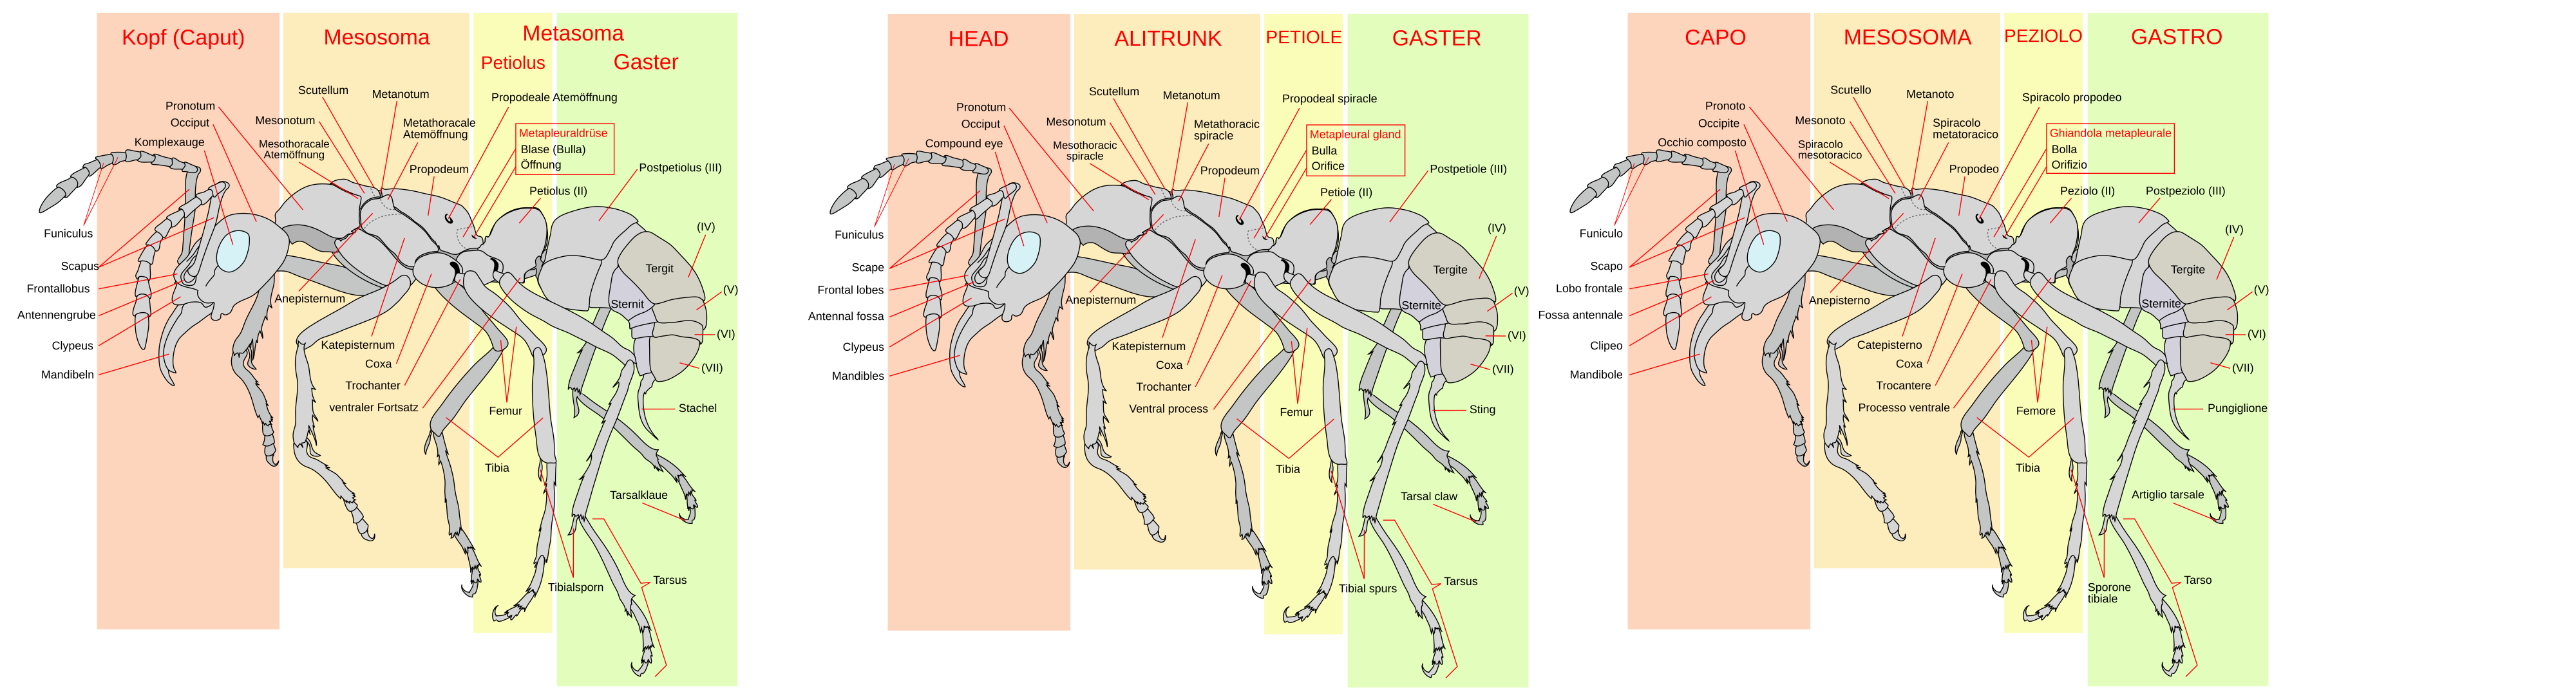 Kopf (Caput)
Mesosoma
Metasoma
Petiolus
Gaster
Scutellum
Metanotum
Propodeale Atemöffnung
Pronotum
Mesonotum
Metathoracale
Atemöffnung
Occiput
Metapleuraldrüse
Blase (Bulla)
Öffnung
Komplexauge
Mesothoracale
Atemöffnung
Propodeum
Postpetiolus (III)
Petiolus (II)
Funiculus
(IV)
Scapus
Tergit
Frontallobus
Anepisternum
Sternit
(V)
Antennengrube
(VI)
Clypeus
Katepisternum
Coxa
(VII)
Mandibeln
Trochanter
ventraler Fortsatz
Femur
Stachel
Tibia
Tarsalklaue
Tibialsporn
Tarsus
HEAD
ALITRUNK
PETIOLE
GASTER
Scutellum
Metanotum
Propodeal spiracle
Pronotum
Mesonotum
Metathoracic
spiracle
Occiput
Metapleural gland
Bulla
Orifice
Compound eye
Mesothoracic
spiracle
Propodeum
Postpetiole (III)
Petiole (II)
Funiculus
(IV)
Scape
Tergite
Frontal lobes
Anepisternum
Sternite
(V)
Antennal fossa
(VI)
Clypeus
Katepisternum
Coxa
(VII)
Mandibles
Trochanter
Ventral process
Femur
Sting
Tibia
Tarsal claw
Tibial spurs
Tarsus
CAPO
MESOSOMA
PEZIOLO
GASTRO
Scutello
Metanoto
Spiracolo propodeo
Pronoto
Mesonoto
Spiracolo
metatoracico
Occipite
Ghiandola metapleurale
Bolla
Orifizio
Occhio composto
Spiracolo
mesotoracico
Propodeo
Peziolo (II)
Postpeziolo (III)
Funiculo
(IV)
Scapo
Tergite
Lobo frontale
Anepisterno
Sternite
(V)
Fossa antennale
(VI)
Clipeo
Catepisterno
Coxa
(VII)
Mandibole
Trocantere
Processo ventrale
Femore
Pungiglione
Tibia
Artiglio tarsale
Sporone
tibiale
Tarso